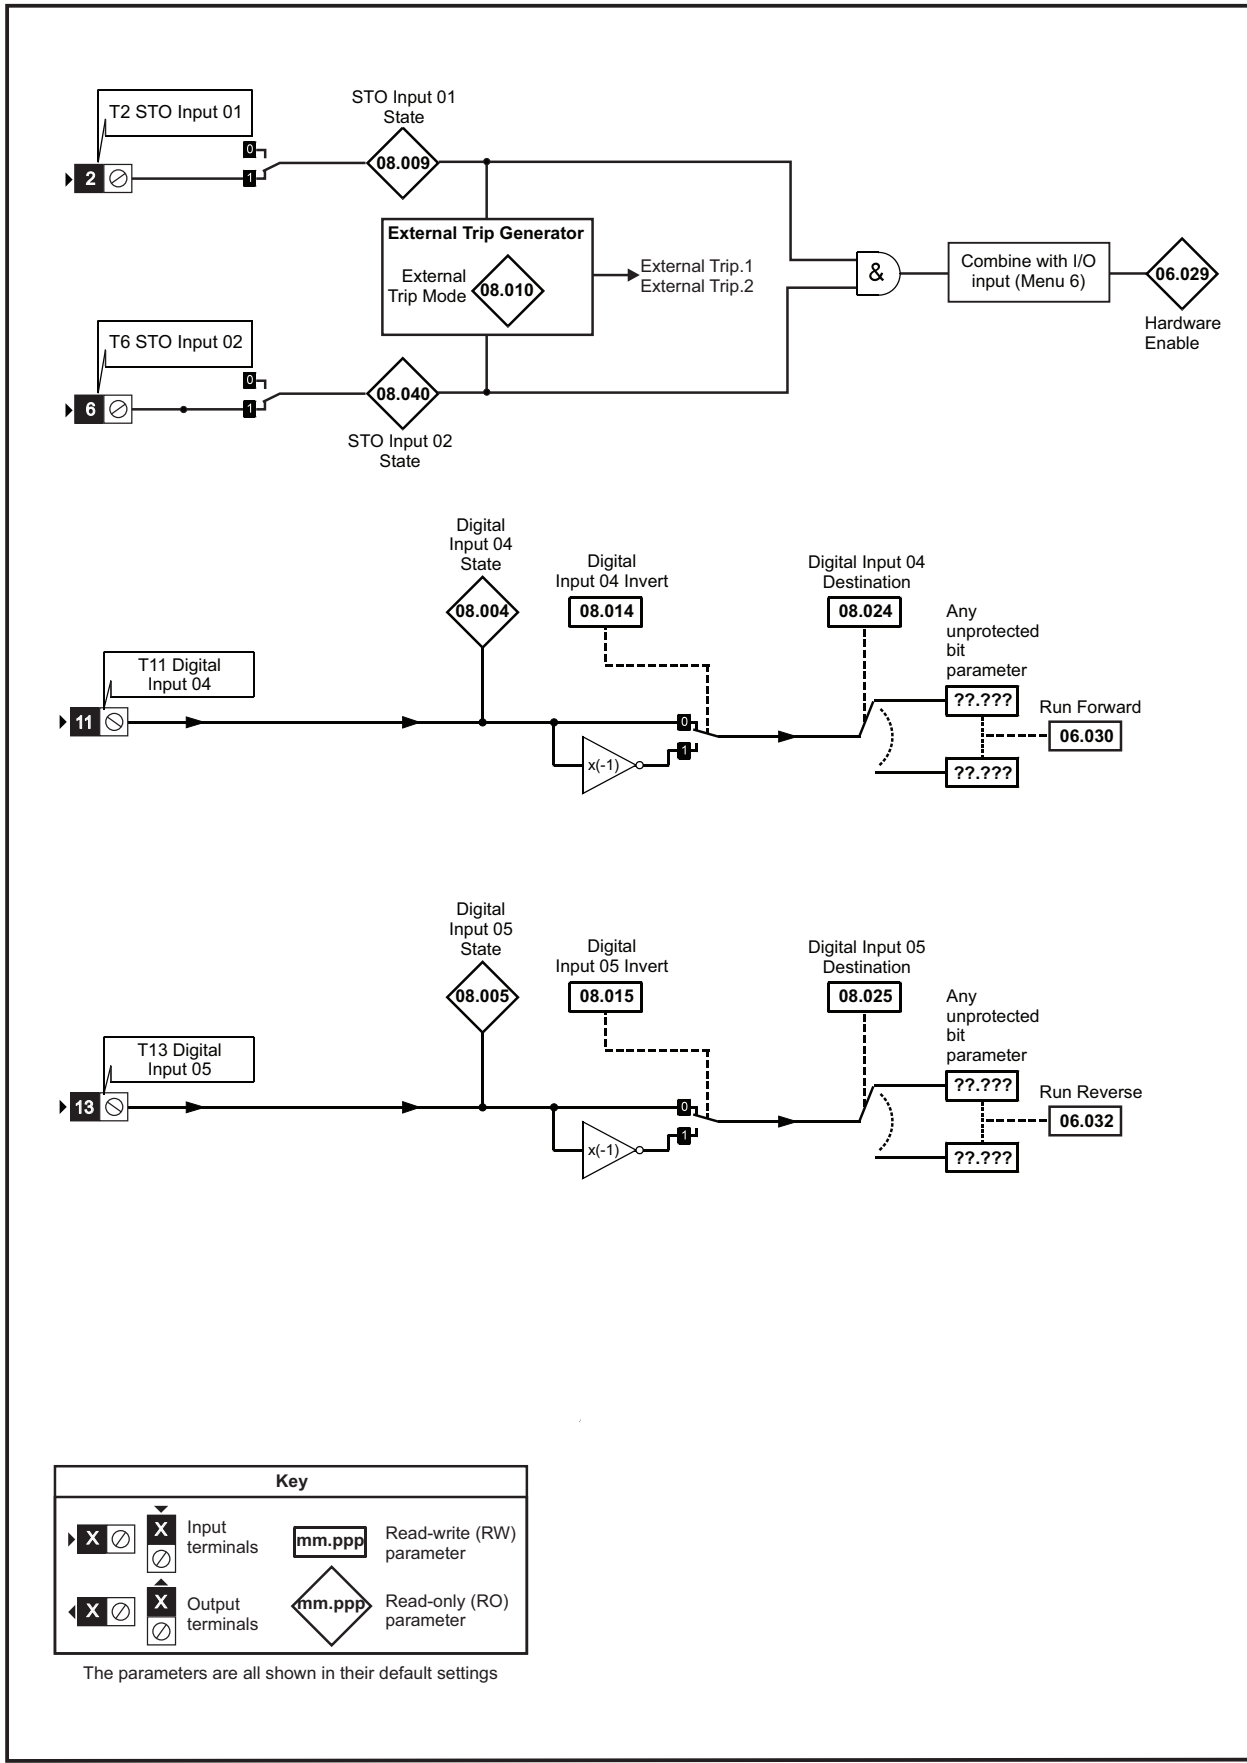 T2 STO Input 01
STO Input 01
State
0
1
2
08.009
External Trip Generator
External
Trip Mode
08.010
External Trip.1
External Trip.2
&
Combine with I/O
input (Menu 6)
06.029
Hardware
Enable
T6 STO Input 02
0
1
6
08.040
STO Input 02
State
Digital
Input 04
State
08.004
Digital
Input 04 Invert
08.014
Digital Input 04
Destination
08.024
Any
unprotected
bit
parameter
T11 Digital
Input 04
11
0
1
x(-1)
??.???
??.???
Run Forward
06.030
Digital
Input 05
State
08.005
Digital
Input 05 Invert
08.015
Digital Input 05
Destination
08.025
Any
unprotected
bit
parameter
T13 Digital
Input 05
13
0
1
x(-1)
??.???
??.???
Run Reverse
06.032
Key
X
X
Input
terminals
mm.ppp
Read-write (RW)
parameter
X
X
Output
terminals
mm.ppp
Read-only (RO)
parameter
The parameters are all shown in their default settings